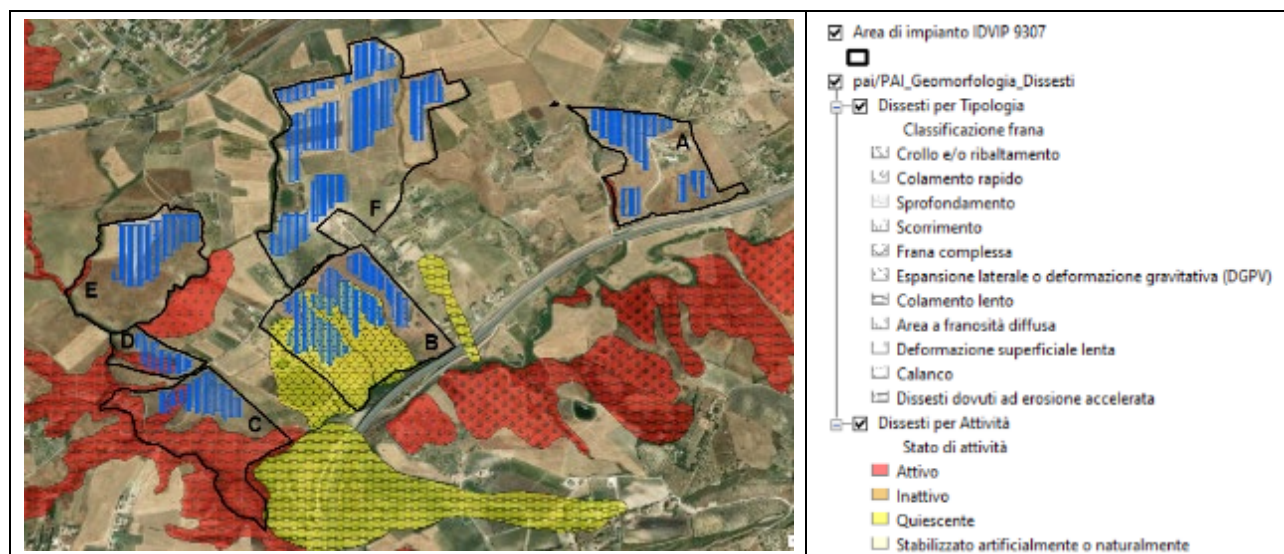 A
F
E
B
D
C
Area di impianto IDVIP 9307
pai/PAI_Geomorfologia_Dissesti
Dissesti per Tipologia
Classificazione frana
Crollo e/o ribaltamento
Colamento rapido
Sprofondamento
Scorrimento
Frana complessa
Espansione laterale o deformazione gravitativa (DGPV)
Colamento lento
Area a franosità diffusa
Deformazione superficiale lenta
Calanco
Dissesti dovuti ad erosione accelerata
Dissesti per Attività
Stato di attività
Attivo
Inattivo
Quiescente
Stabilizzato artificialmente o naturalmente